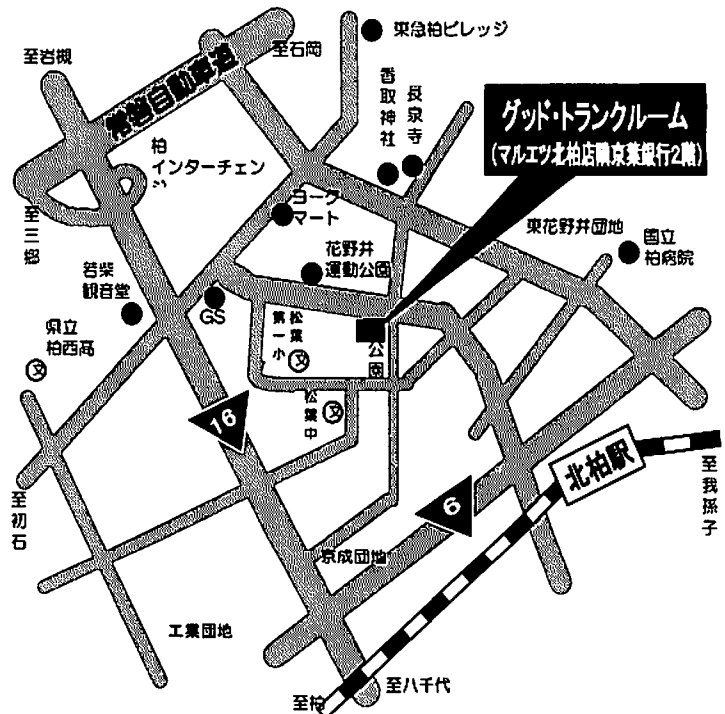 東急柏ビレッジ
至石岡
至岩槻
常磐自動車道
香取神社
長泉寺
グッド・トランクルーム
(マルエツ北柏店隣京葉銀行2階)
柏
インターチェンジ
至三郷
ヨーク
マート
東花野井団地
国立
柏病院
花野井
運動公園
若柴
観音堂
GS
松葉
第一小
文
公園
県立
柏西高
文
松葉中
文
16
6
北柏駅
至我孫子
至初石
京成団地
工業団地
至柏
至八千代